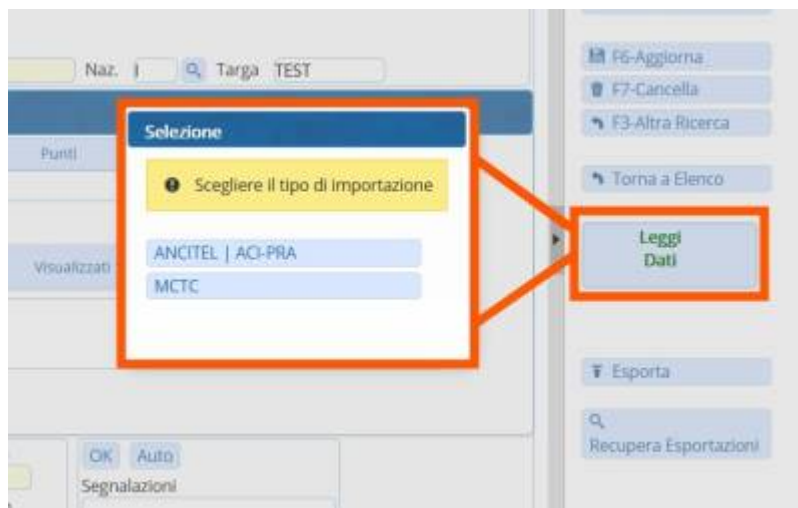 Naz. I Targa TEST
Punti
Visualizzati
Selezione
Scegliere il tipo di importazione
ANCITEL | ACI-PRA
MCTC
F6-Aggiorna
F7-Cancella
F3-Altra Ricerca
Torna a Elenco
Leggi
Dati
Esporta
Recupera Esportazioni
OK Auto
Segnalazioni